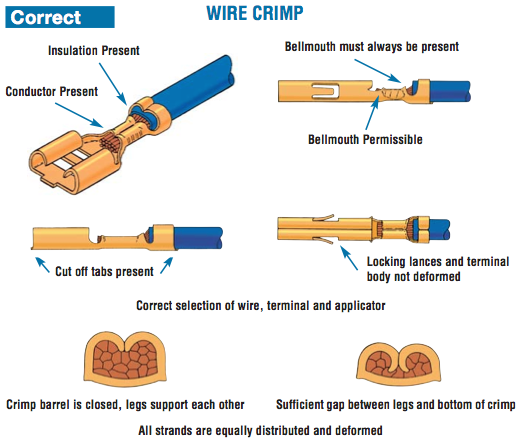 Correct
WIRE CRIMP
Insulation Present
Conductor Present
Bellmouth must always be present
Bellmouth Permissible
Cut off tabs present
Locking lances and terminal
body not deformed
Correct selection of wire, terminal and applicator
Crimp barrel is closed, legs support each other
Sufficient gap between legs and bottom of crimp
All strands are equally distributed and deformed